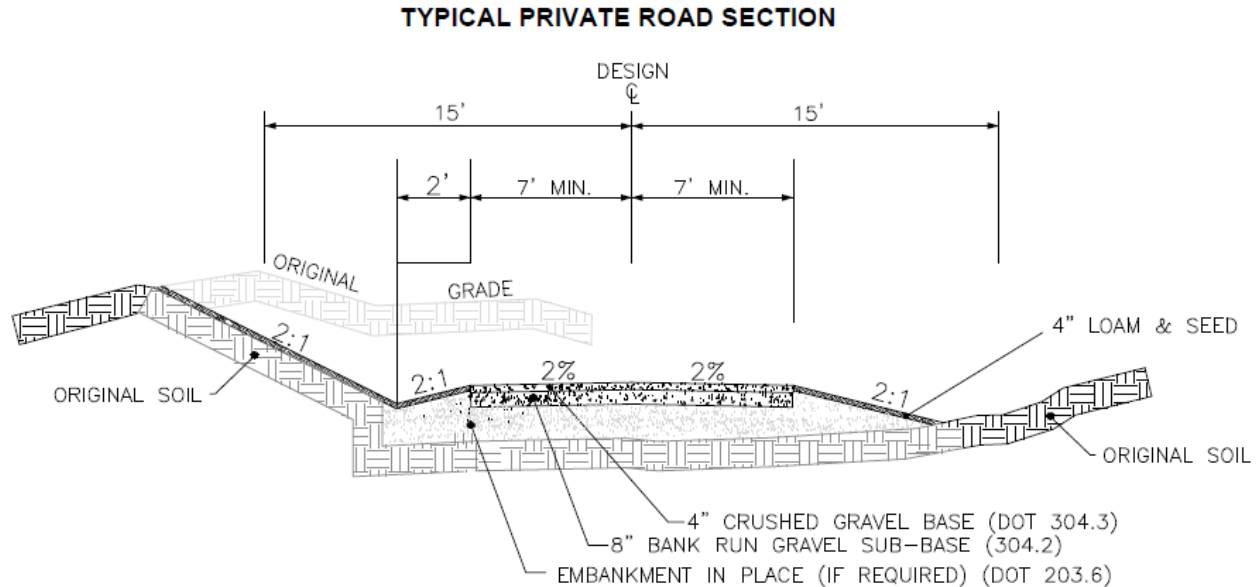 TYPICAL PRIVATE ROAD SECTION
DESIGN
℄
15' 15'
2' 7' MIN. 7' MIN.
ORIGINAL GRADE
2:1
4" LOAM & SEED
2:1 2% 2% 2:1
ORIGINAL SOIL
ORIGINAL SOIL
4" CRUSHED GRAVEL BASE (DOT 304.3)
8" BANK RUN GRAVEL SUB-BASE (304.2)
EMBANKMENT IN PLACE (IF REQUIRED) (DOT 203.6)